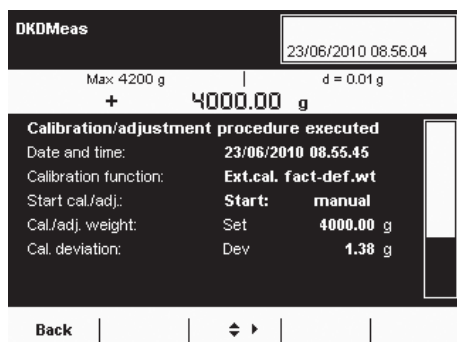 DKDMeas
23/06/2010 08.56.04
Max 4200 g d = 0.01 g
+ 4000.00 g
Calibration/adjustment procedure executed
Date and time: 23/06/2010 08.55.45
Calibration function: Ext.cal. fact-def.wt
Start cal./adj.: Start: manual
Cal./adj. weight: Set 4000.00 g
Cal. deviation: Dev 1.38 g
Back